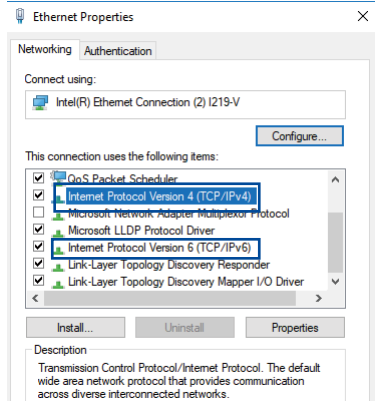 Ethernet Properties
Networking Authentication
Connect using:
Intel(R) Ethernet Connection (2) I219-V
Configure...
This connection uses the following items:
QoS Packet Scheduler
Internet Protocol Version 4 (TCP/IPv4)
Microsoft Network Adapter Multiplexor Protocol
Microsoft LLDP Protocol Driver
Internet Protocol Version 6 (TCP/IPv6)
Link-Layer Topology Discovery Responder
Link-Layer Topology Discovery Mapper I/O Driver
Install... Uninstall Properties
Description
Transmission Control Protocol/Internet Protocol. The default
wide area network protocol that provides communication
across diverse interconnected networks.